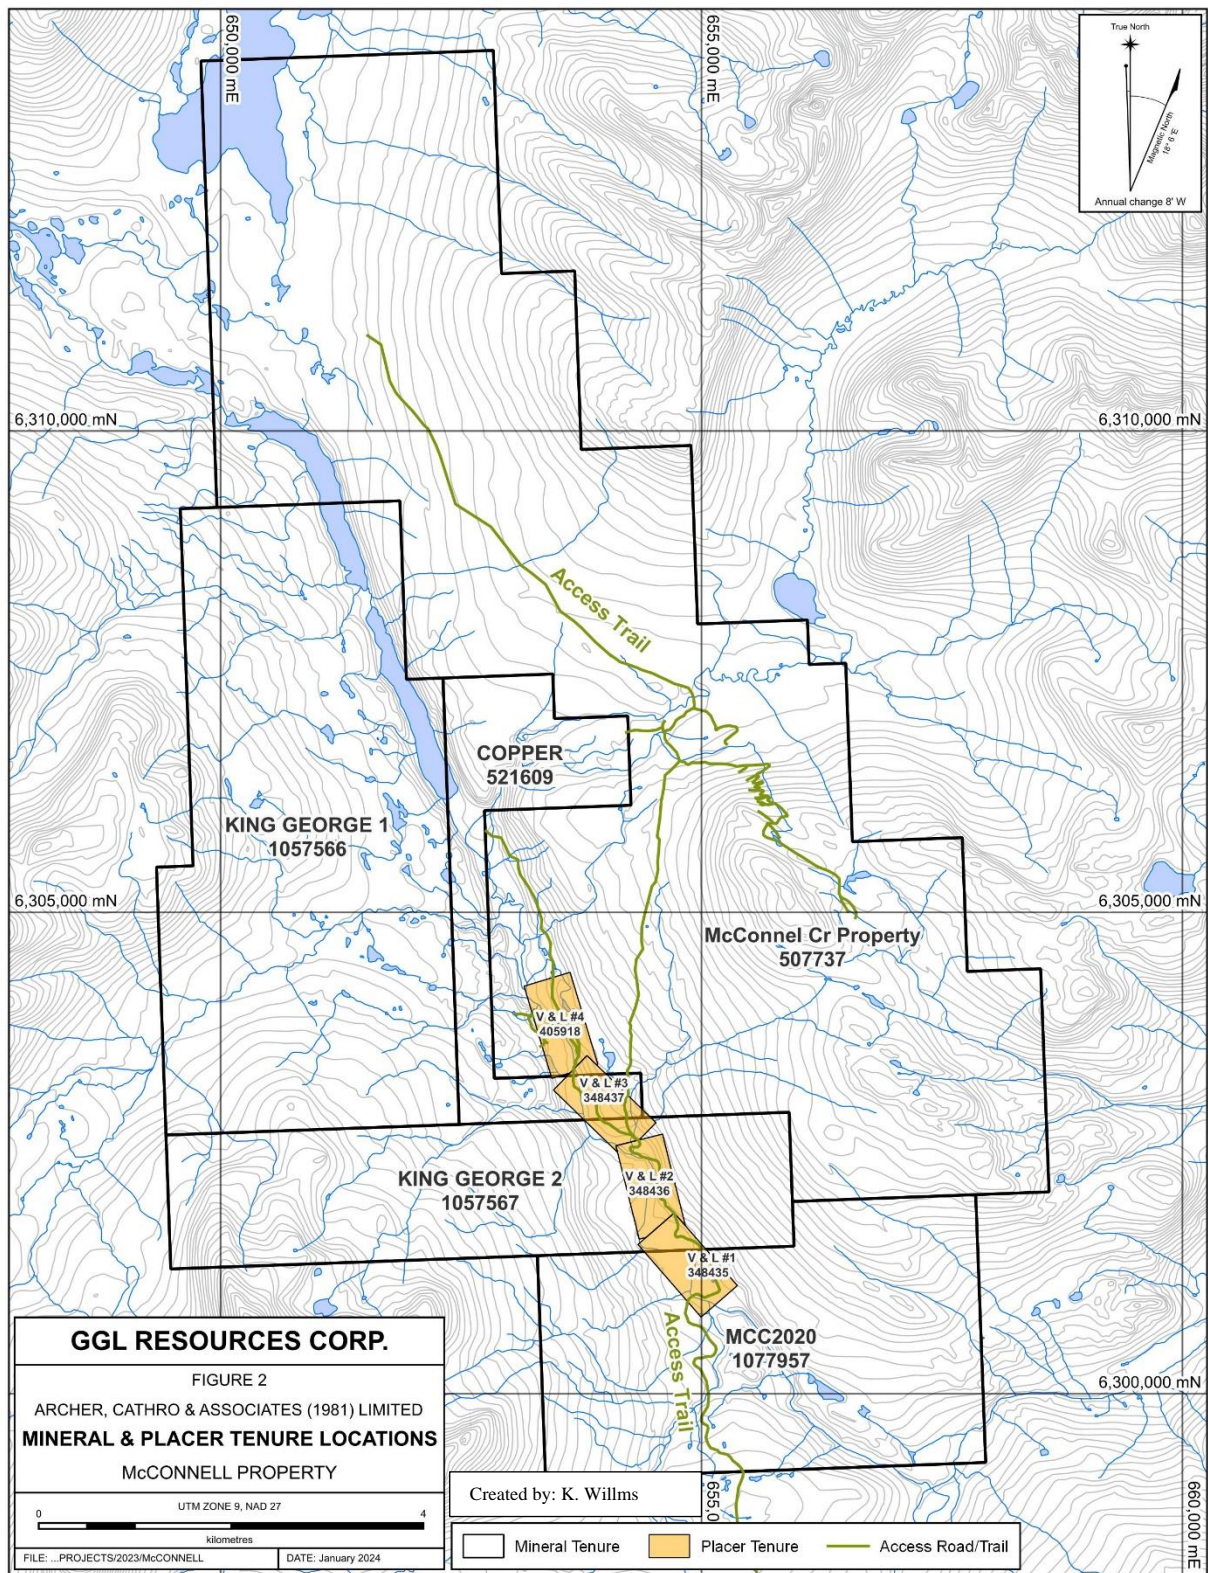 650,000 mE
655,000 mE
True North
Magnetic North
18° 6' E
Annual change 8' W
6,310,000 mN
6,310,000 mN
Access Trail
COPPER
521609
KING GEORGE 1
1057566
6,305,000 mN
6,305,000 mN
McConnel Cr Property
507737
V & L #4
405918
V & L #3
348437
KING GEORGE 2
1057567
V & L #2
348436
V & L #1
348435
MCC2020
1077957
Access Trail
6,300,000 mN
655,0
660,000 mE
GGL RESOURCES CORP.
FIGURE 2
ARCHER, CATHRO & ASSOCIATES (1981) LIMITED
MINERAL & PLACER TENURE LOCATIONS
McCONNELL PROPERTY
UTM ZONE 9, NAD 27
0 4
kilometres
FILE: ...PROJECTS/2023/McCONNELL
DATE: January 2024
Created by: K. Willms
Mineral Tenure
Placer Tenure
Access Road/Trail